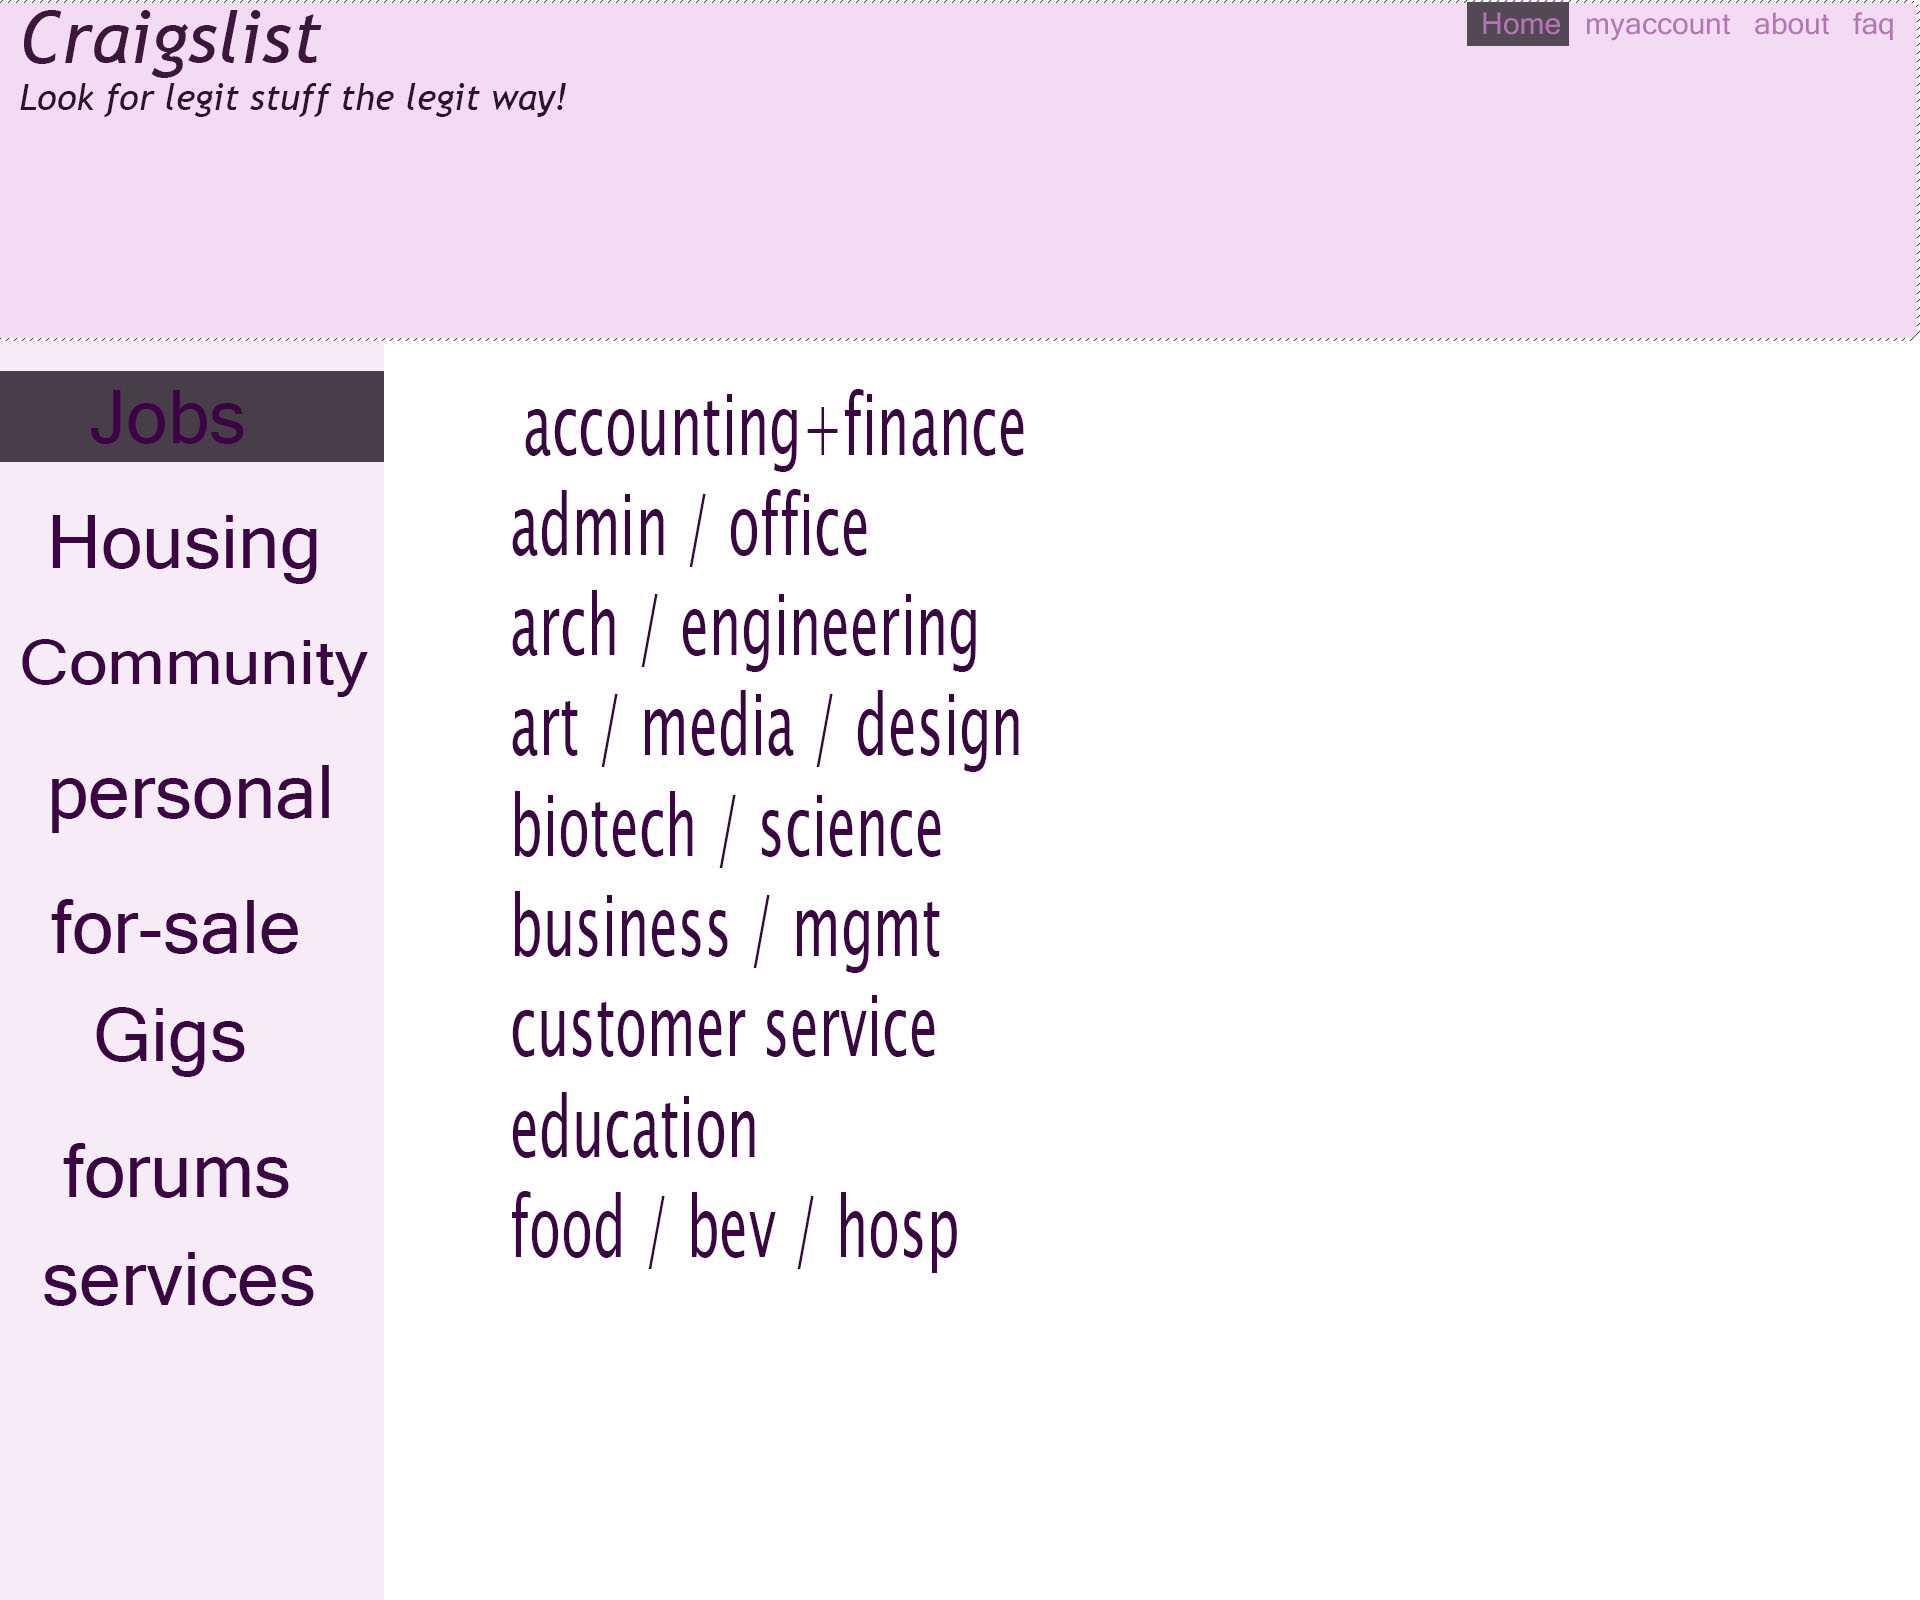 Craigslist
Look for legit stuff the legit way!
Home myaccount about faq
Jobs
Housing
Community
personal
for-sale
Gigs
forums
services
accounting+finance
admin / office
arch / engineering
art / media / design
biotech / science
business / mgmt
customer service
education
food / bev / hosp